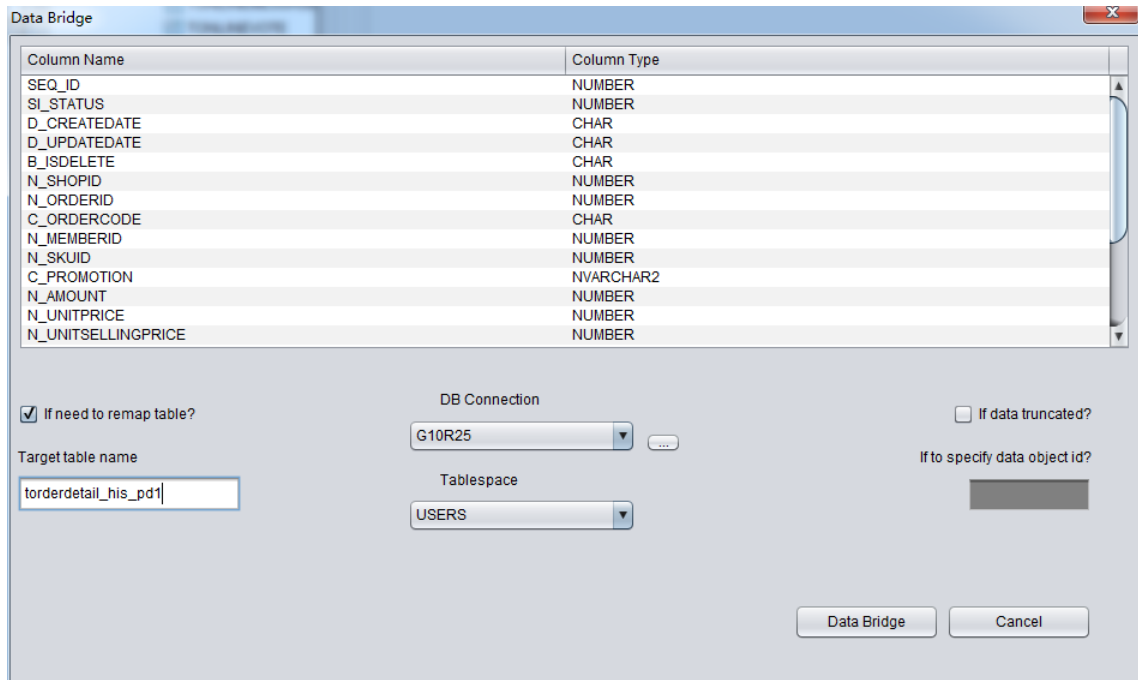 Data Bridge
Column Name Column Type
SEQ_ID NUMBER
SI_STATUS NUMBER
D_CREATEDATE CHAR
D_UPDATEDATE CHAR
B_ISDELETE CHAR
N_SHOPID NUMBER
N_ORDERID NUMBER
C_ORDERCODE CHAR
N_MEMBERID NUMBER
N_SKUID NUMBER
C_PROMOTION NVARCHAR2
N_AMOUNT NUMBER
N_UNITPRICE NUMBER
N_UNITSELLINGPRICE NUMBER
If need to remap table?
DB Connection
If data truncated?
G10R25
...
Target table name
If to specify data object id?
Tablespace
torderdetail_his_pd1
USERS
Data Bridge Cancel